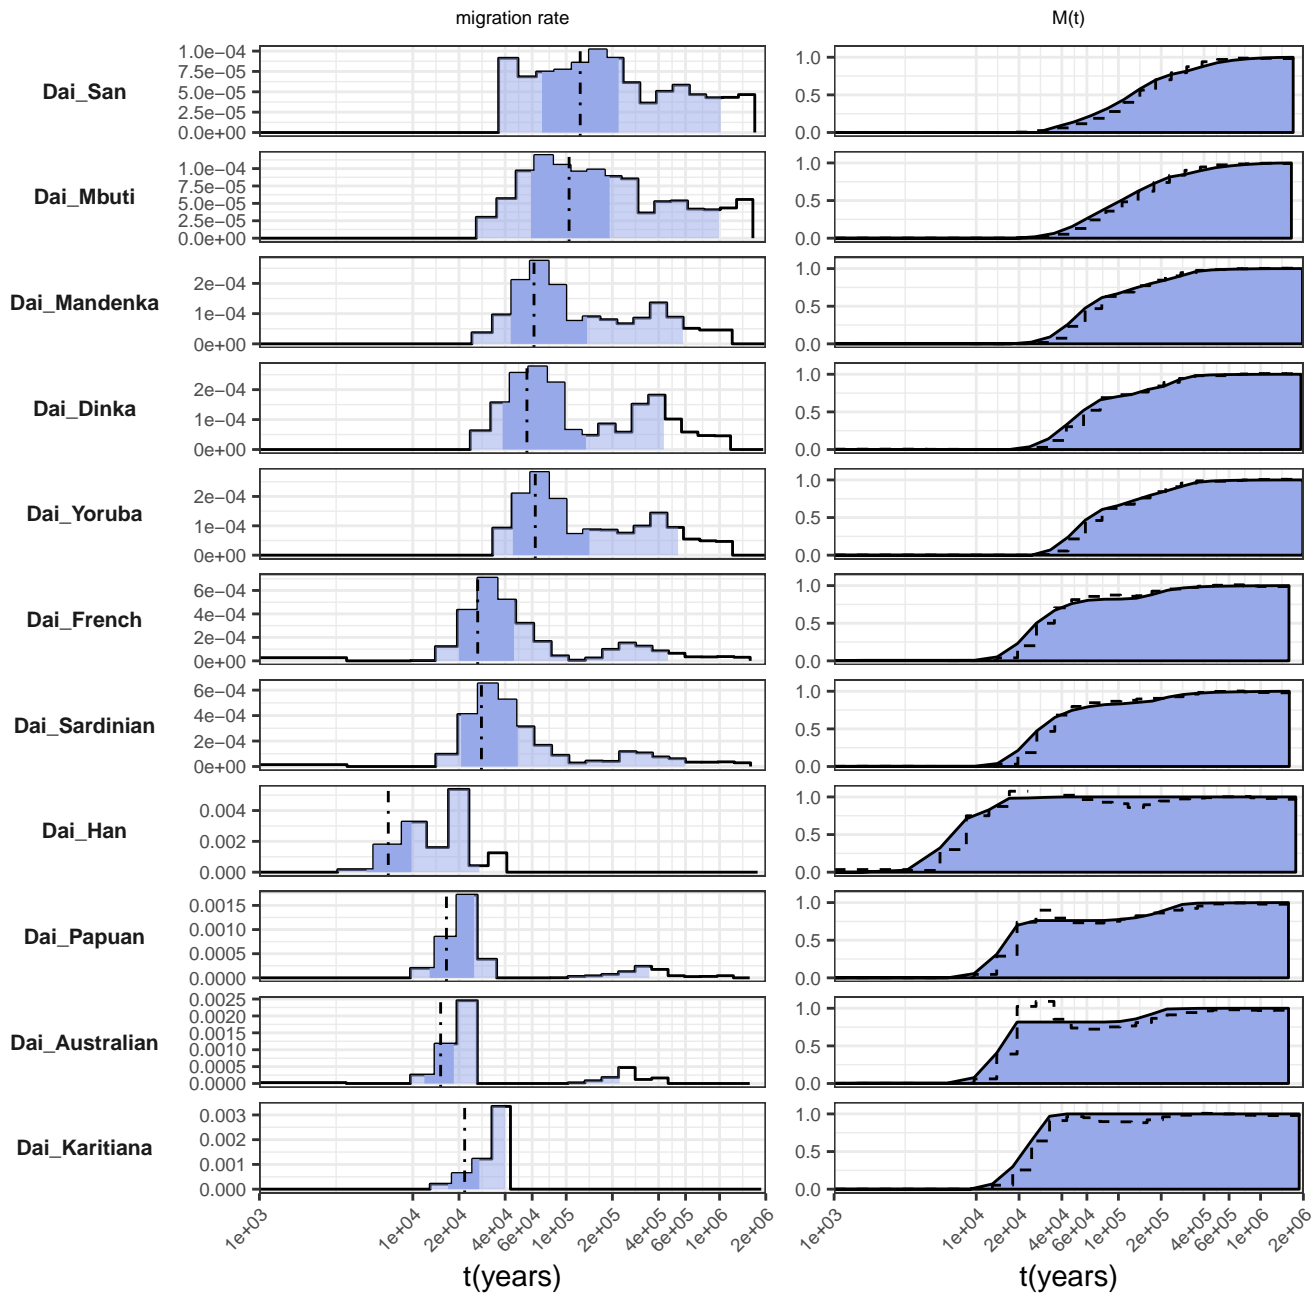 migration rate M(t)
Dai_San
1.0e−04
7.5e−05
5.0e−05
2.5e−05
0.0e+00
1.0
0.5
0.0
Dai_Mbuti
1.0e−04
7.5e−05
5.0e−05
2.5e−05
0.0e+00
1.0
0.5
0.0
Dai_Mandenka
2e−04
1e−04
0e+00
1.0
0.5
0.0
Dai_Dinka
2e−04
1e−04
0e+00
1.0
0.5
0.0
Dai_Yoruba
2e−04
1e−04
0e+00
1.0
0.5
0.0
Dai_French
6e−04
4e−04
2e−04
0e+00
1.0
0.5
0.0
Dai_Sardinian
6e−04
4e−04
2e−04
0e+00
1.0
0.5
0.0
Dai_Han
0.004
0.002
0.000
1.0
0.5
0.0
Dai_Papuan
0.0015
0.0010
0.0005
0.0000
1.0
0.5
0.0
Dai_Australian
0.0025
0.0020
0.0015
0.0010
0.0005
0.0000
1.0
0.5
0.0
Dai_Karitiana
0.003
0.002
0.001
0.000
1.0
0.5
0.0
1e+03 1e+04 2e+04 4e+04 6e+04 1e+05 2e+05 4e+05 6e+05 1e+06 2e+06
1e+03 1e+04 2e+04 4e+04 6e+04 1e+05 2e+05 4e+05 6e+05 1e+06 2e+06
t(years) t(years)